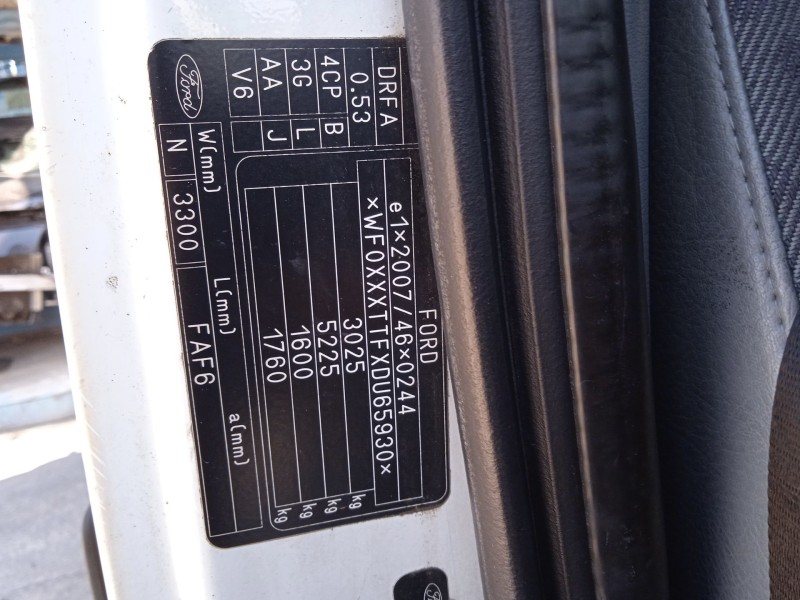 FORD
e1×2007/46×0244
×WF0XXXTTFXDU65930×
3025 kg
5225 kg
1600 kg
1760 kg
DRFA
0.53
4CP B
3G L
AA J
V6
W(mm) L(mm) a(mm)
N 3300 FAF6
Ford
Ford